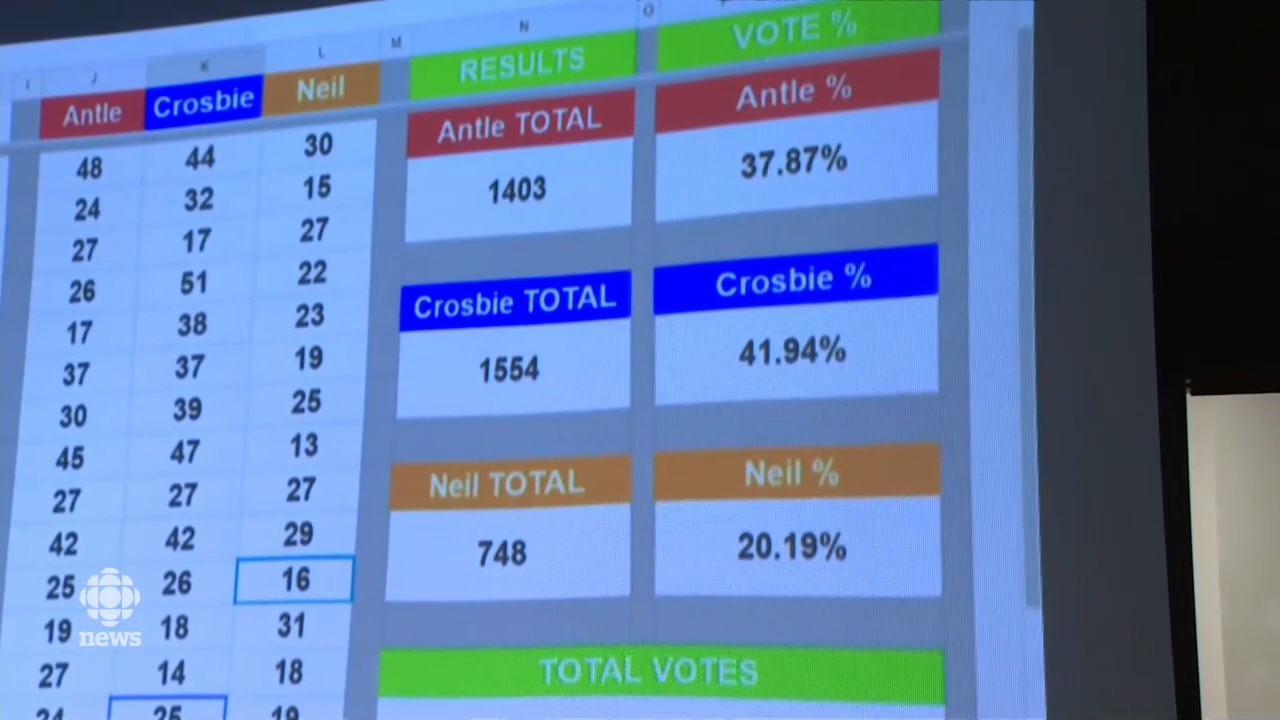 I J K L M N O
RESULTS VOTE %
Antle Crosbie Neil Antle TOTAL Antle %
48 44 30
24 32 15 1403 37.87%
27 17 27
26 51 22 Crosbie TOTAL Crosbie %
17 38 23
37 37 19 1554 41.94%
30 39 25
45 47 13 Neil TOTAL Neil %
27 27 27
42 42 29 748 20.19%
25 26 16
19 18 31
27 14 18 TOTAL VOTES
24 25 19
news